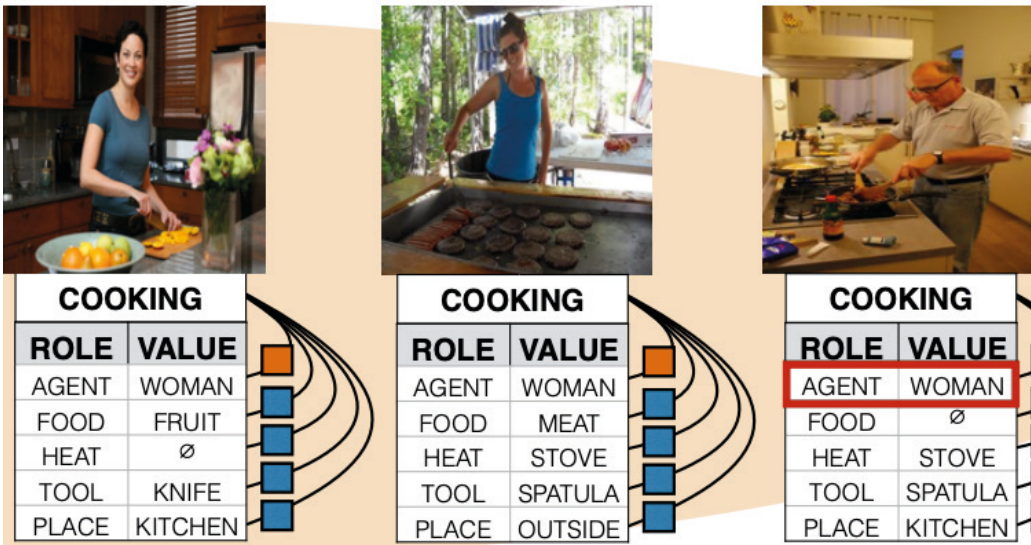 COOKING
ROLE VALUE
AGENT WOMAN
FOOD FRUIT
HEAT ∅
TOOL KNIFE
PLACE KITCHEN
COOKING
ROLE VALUE
AGENT WOMAN
FOOD MEAT
HEAT STOVE
TOOL SPATULA
PLACE OUTSIDE
COOKING
ROLE VALUE
AGENT WOMAN
FOOD ∅
HEAT STOVE
TOOL SPATULA
PLACE KITCHEN